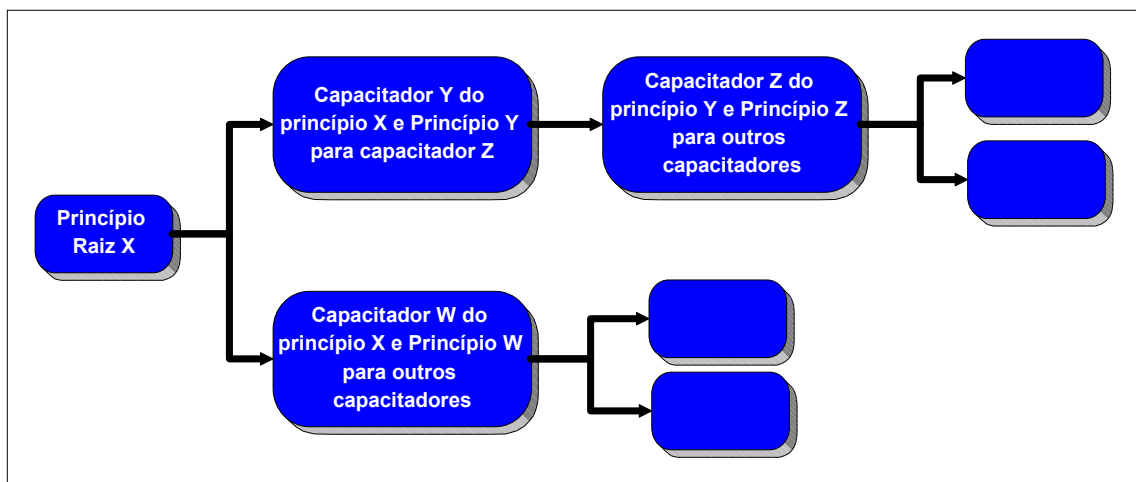 Capacitador Y do
princípio X e Princípio Y
para capacitador Z
Capacitador Z do
princípio Y e Princípio Z
para outros
capacitadores
Princípio
Raiz X
Capacitador W do
princípio X e Princípio W
para outros
capacitadores